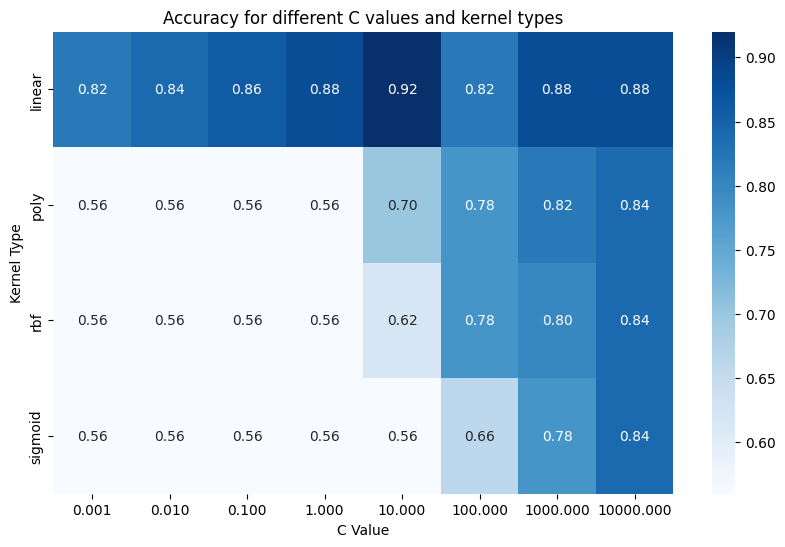 Accuracy for different C values and kernel types
linear 0.82 0.84 0.86 0.88 0.92 0.82 0.88 0.88
poly 0.56 0.56 0.56 0.56 0.70 0.78 0.82 0.84
rbf 0.56 0.56 0.56 0.56 0.62 0.78 0.80 0.84
sigmoid 0.56 0.56 0.56 0.56 0.56 0.66 0.78 0.84
0.001 0.010 0.100 1.000 10.000 100.000 1000.000 10000.000
C Value
Kernel Type
0.90
0.85
0.80
0.75
0.70
0.65
0.60